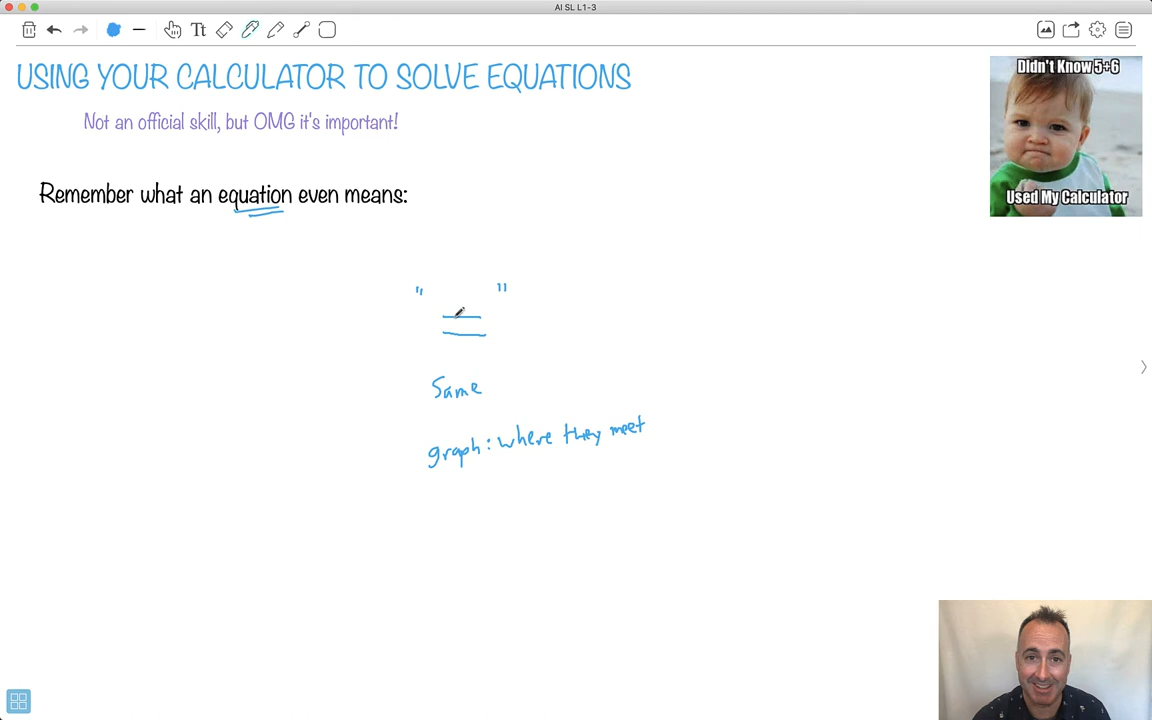 AI SL L1-3
Tt
USING YOUR CALCULATOR TO SOLVE EQUATIONS
Not an official skill, but OMG it's important!
Didn't Know 5+6
Used My Calculator
Remember what an equation even means:
" = "
Same
graph: where they meet